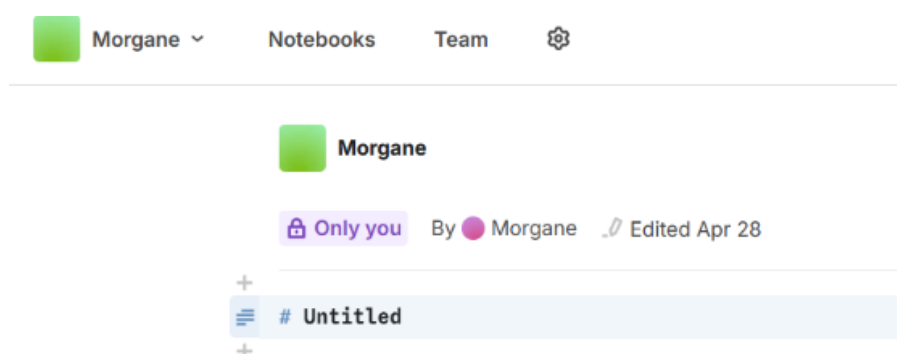 Morgane Notebooks Team
Morgane
Only you By Morgane Edited Apr 28
# Untitled